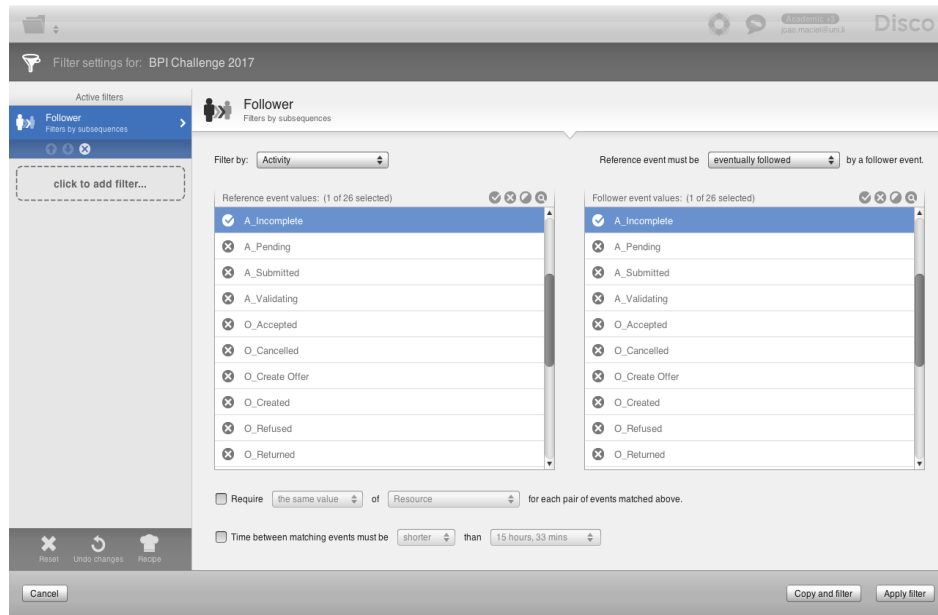 Academic <3
joao.maciel@uni.li
Disco
Filter settings for: BPI Challenge 2017
Active filters
Follower
Filters by subsequences
click to add filter...
Follower
Filters by subsequences
Filter by: Activity
Reference event must be eventually followed by a follower event.
Reference event values: (1 of 26 selected)
A_Incomplete
A_Pending
A_Submitted
A_Validating
O_Accepted
O_Cancelled
O_Create Offer
O_Created
O_Refused
O_Returned
Follower event values: (1 of 26 selected)
A_Incomplete
A_Pending
A_Submitted
A_Validating
O_Accepted
O_Cancelled
O_Create Offer
O_Created
O_Refused
O_Returned
Require the same value of Resource for each pair of events matched above.
Time between matching events must be shorter than 15 hours, 33 mins
Reset Undo changes Recipe
Cancel Copy and filter Apply filter